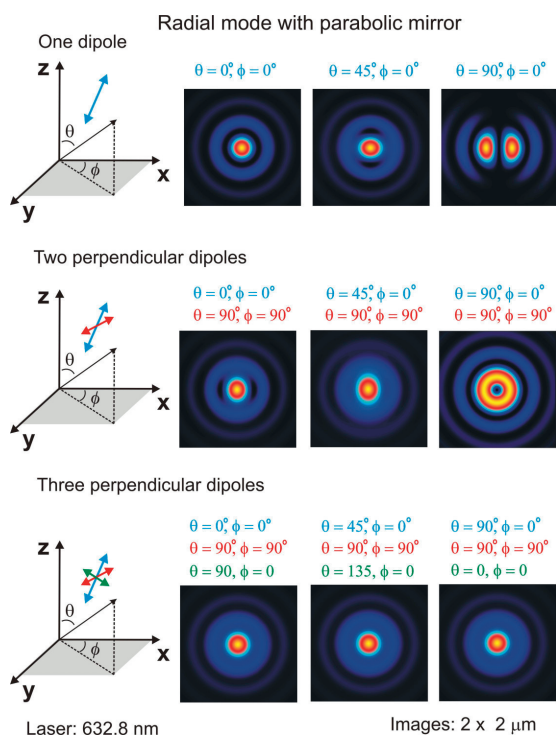 Radial mode with parabolic mirror
One dipole
z
θ
ϕ
x
y
θ = 0°, ϕ = 0°
θ = 45°, ϕ = 0°
θ = 90°, ϕ = 0°
Two perpendicular dipoles
z
θ
ϕ
x
y
θ = 0°, ϕ = 0°
θ = 90°, ϕ = 90°
θ = 45°, ϕ = 0°
θ = 90°, ϕ = 90°
θ = 90°, ϕ = 0°
θ = 90°, ϕ = 90°
Three perpendicular dipoles
z
θ
ϕ
x
y
θ = 0°, ϕ = 0°
θ = 90°, ϕ = 90°
θ = 90, ϕ = 0
θ = 45°, ϕ = 0°
θ = 90°, ϕ = 90°
θ = 135, ϕ = 0
θ = 90°, ϕ = 0°
θ = 90°, ϕ = 90°
θ = 0, ϕ = 0
Laser: 632.8 nm
Images: 2 x 2 μm